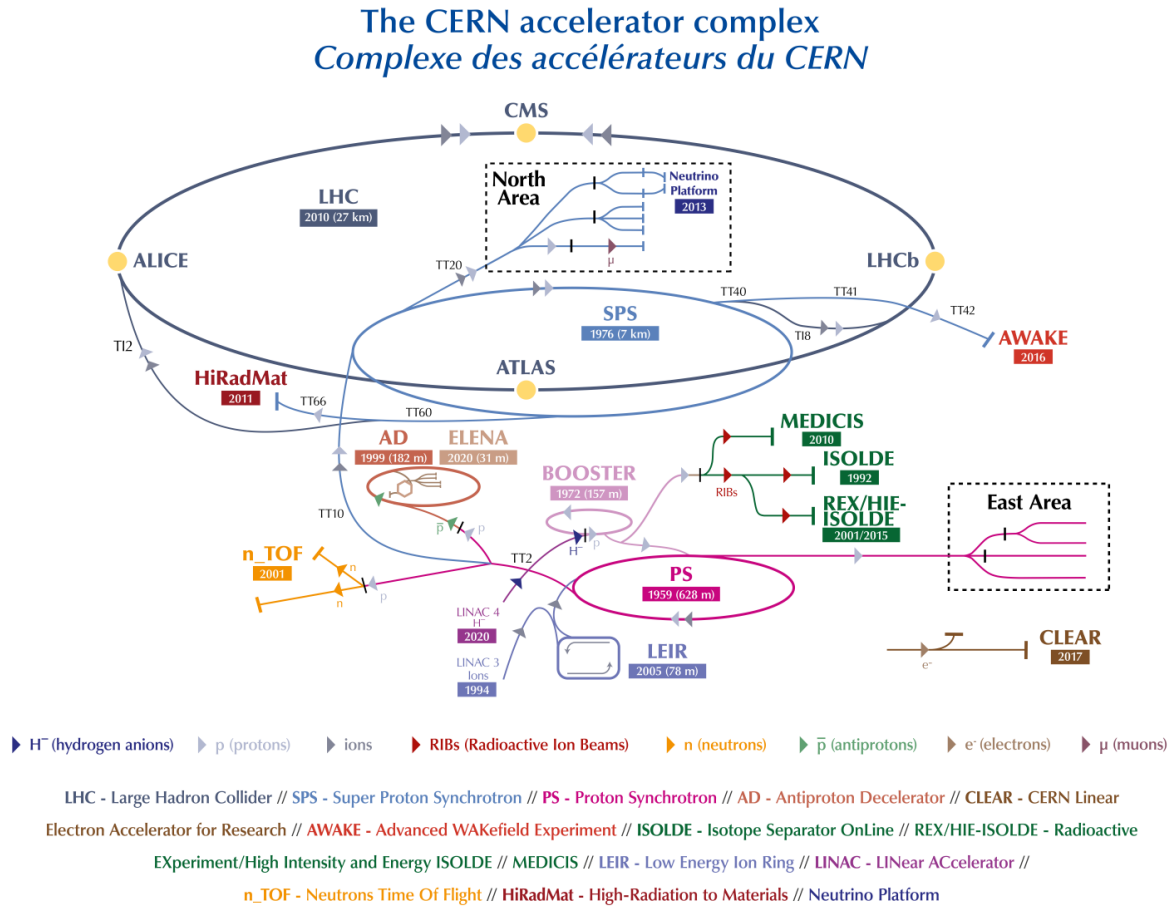 The CERN accelerator complex
Complexe des accélérateurs du CERN
CMS
North
Area
Neutrino
Platform
2013
LHC
2010 (27 km)
ALICE
LHCb
µ
TT20
TT40
TT41
TT42
SPS
1976 (7 km)
TI8
AWAKE
2016
TI2
ATLAS
HiRadMat
2011
TT66
TT60
MEDICIS
2010
AD
1999 (182 m)
ELENA
2020 (31 m)
BOOSTER
1972 (157 m)
ISOLDE
1992
RIBs
REX/HIE-
ISOLDE
2001/2015
East Area
TT10
p̅
p
H⁻
p
TT2
n_TOF
2001
n
n
p
PS
1959 (628 m)
LINAC 4
H⁻
2020
LEIR
2005 (78 m)
LINAC 3
Ions
1994
CLEAR
2017
e⁻
H⁻ (hydrogen anions) p (protons) ions RIBs (Radioactive Ion Beams) n (neutrons) p̅ (antiprotons) e⁻ (electrons) µ (muons)
LHC - Large Hadron Collider // SPS - Super Proton Synchrotron // PS - Proton Synchrotron // AD - Antiproton Decelerator // CLEAR - CERN Linear
Electron Accelerator for Research // AWAKE - Advanced WAKefield Experiment // ISOLDE - Isotope Separator OnLine // REX/HIE-ISOLDE - Radioactive
EXperiment/High Intensity and Energy ISOLDE // MEDICIS // LEIR - Low Energy Ion Ring // LINAC - LINear ACcelerator //
n_TOF - Neutrons Time Of Flight // HiRadMat - High-Radiation to Materials // Neutrino Platform